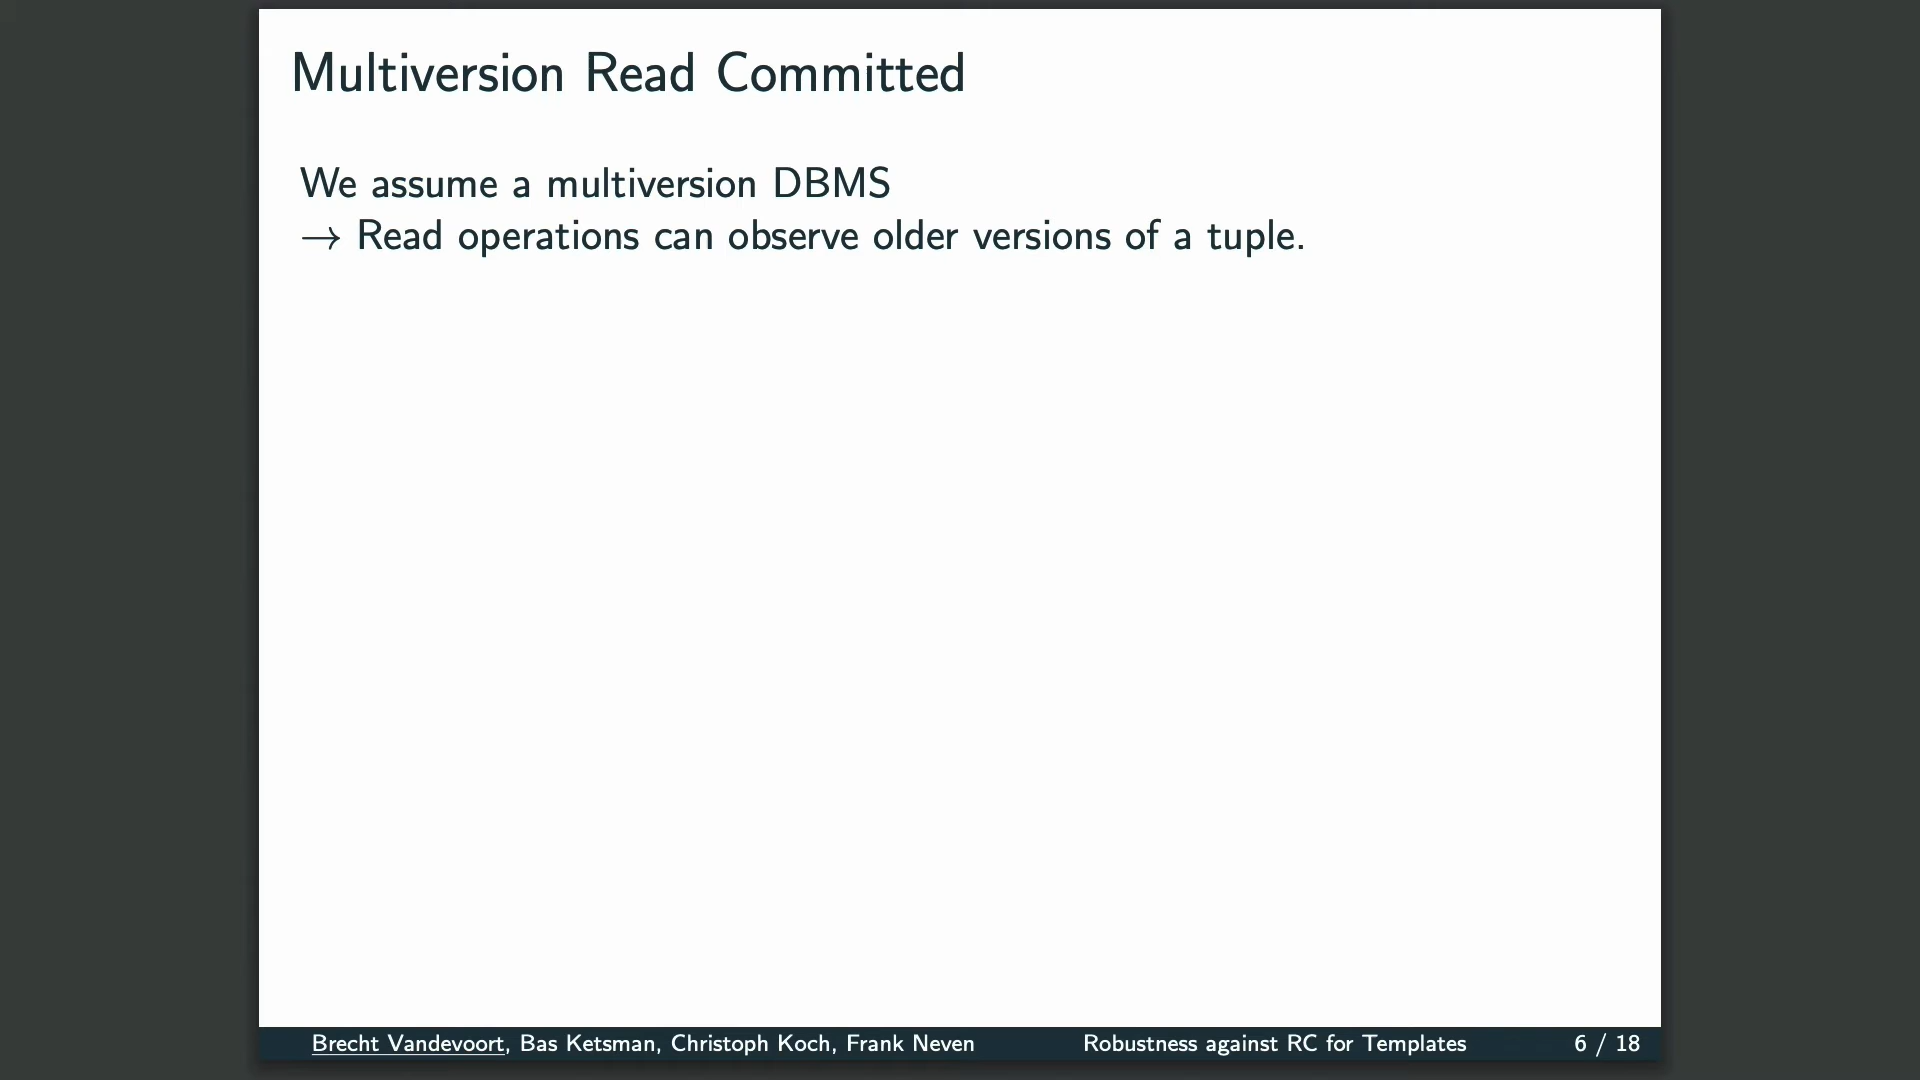 Multiversion Read Committed
We assume a multiversion DBMS
→ Read operations can observe older versions of a tuple.
Brecht Vandevoort, Bas Ketsman, Christoph Koch, Frank Neven Robustness against RC for Templates 6 / 18